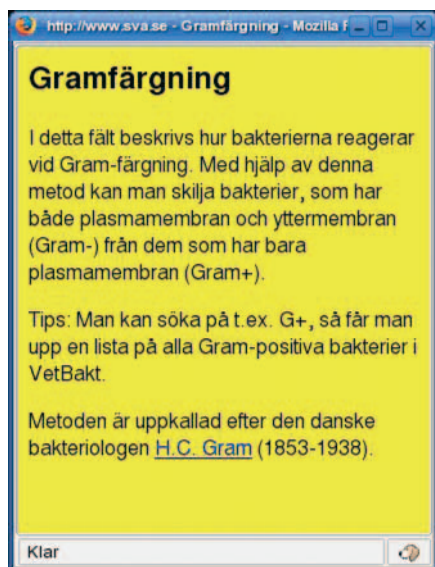 http://www.sva.se - Gramfärgning - Mozilla F
Gramfärgning
I detta fält beskrivs hur bakterierna reagerar
vid Gram-färgning. Med hjälp av denna
metod kan man skilja bakterier, som har
både plasmamembran och yttermembran
(Gram-) från dem som har bara
plasmamembran (Gram+).
Tips: Man kan söka på t.ex. G+, så får man
upp en lista på alla Gram-positiva bakterier i
VetBakt.
Metoden är uppkallad efter den danske
bakteriologen H.C. Gram (1853-1938).
Klar